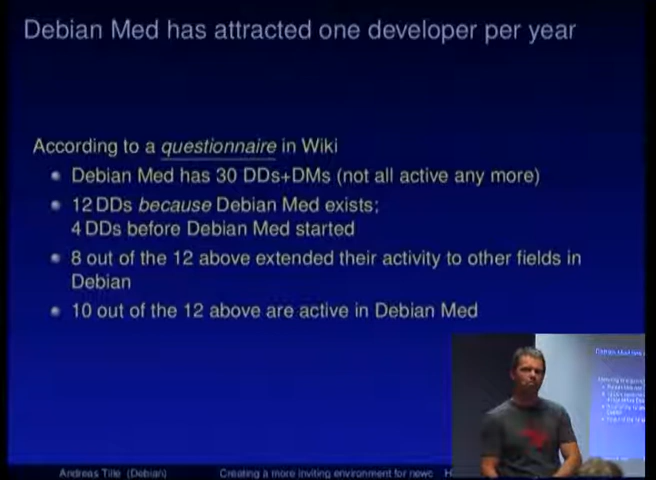 Debian Med has attracted one developer per year
According to a questionnaire in Wiki
Debian Med has 30 DDs+DMs (not all active any more)
12 DDs because Debian Med exists;
4 DDs before Debian Med started
8 out of the 12 above extended their activity to other fields in
Debian
10 out of the 12 above are active in Debian Med
Andreas Tille (Debian)
Creating a more inviting environment for newc H